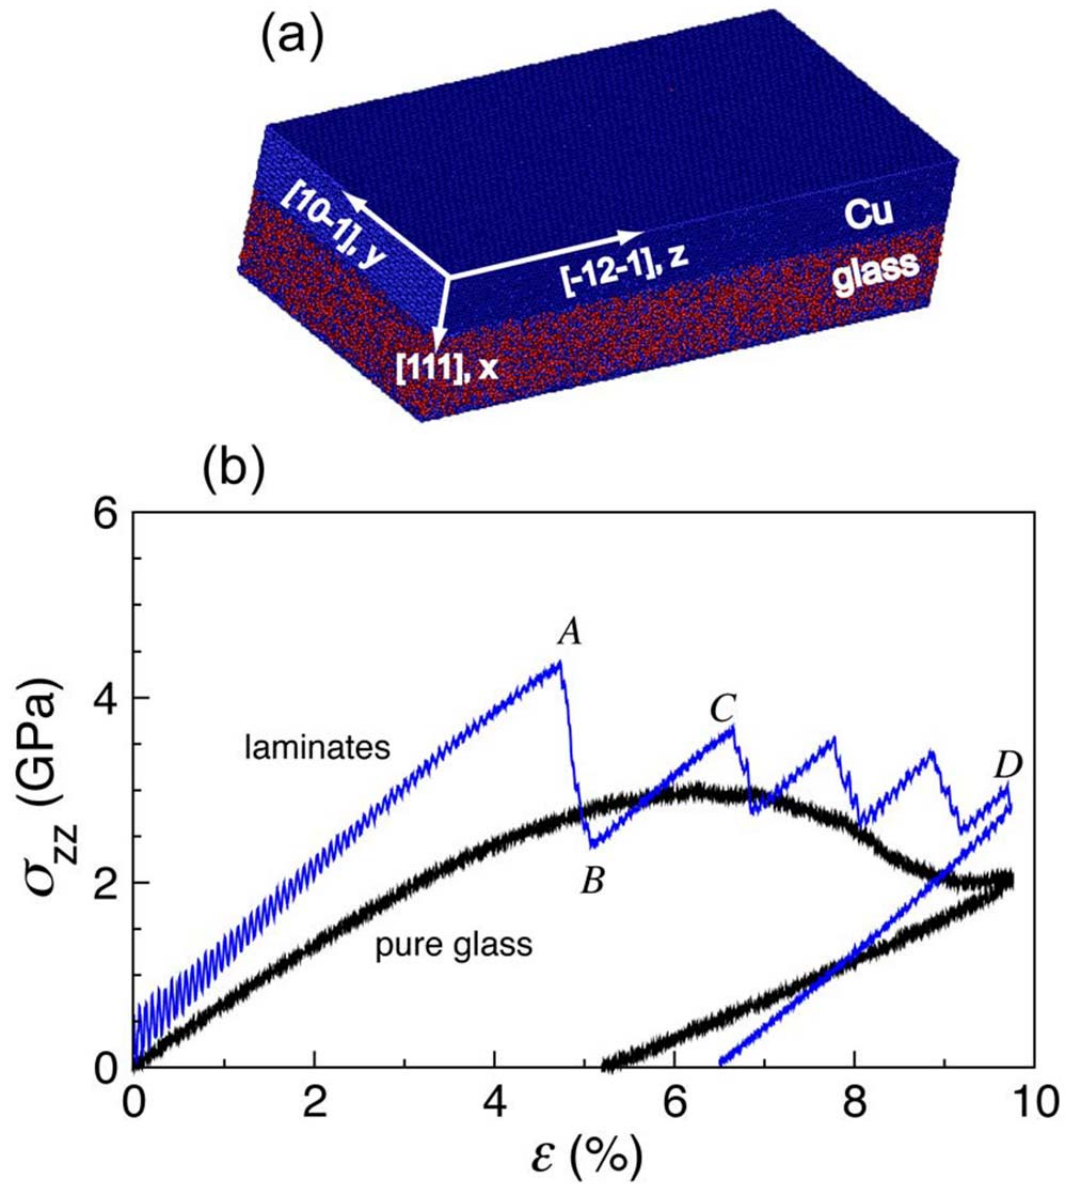 (a)
[10-1], y
[-12-1], z
[111], x
Cu
glass
(b)
6
4
2
0
σzz (GPa)
A
C
D
B
laminates
pure glass
0 2 4 6 8 10
ε (%)